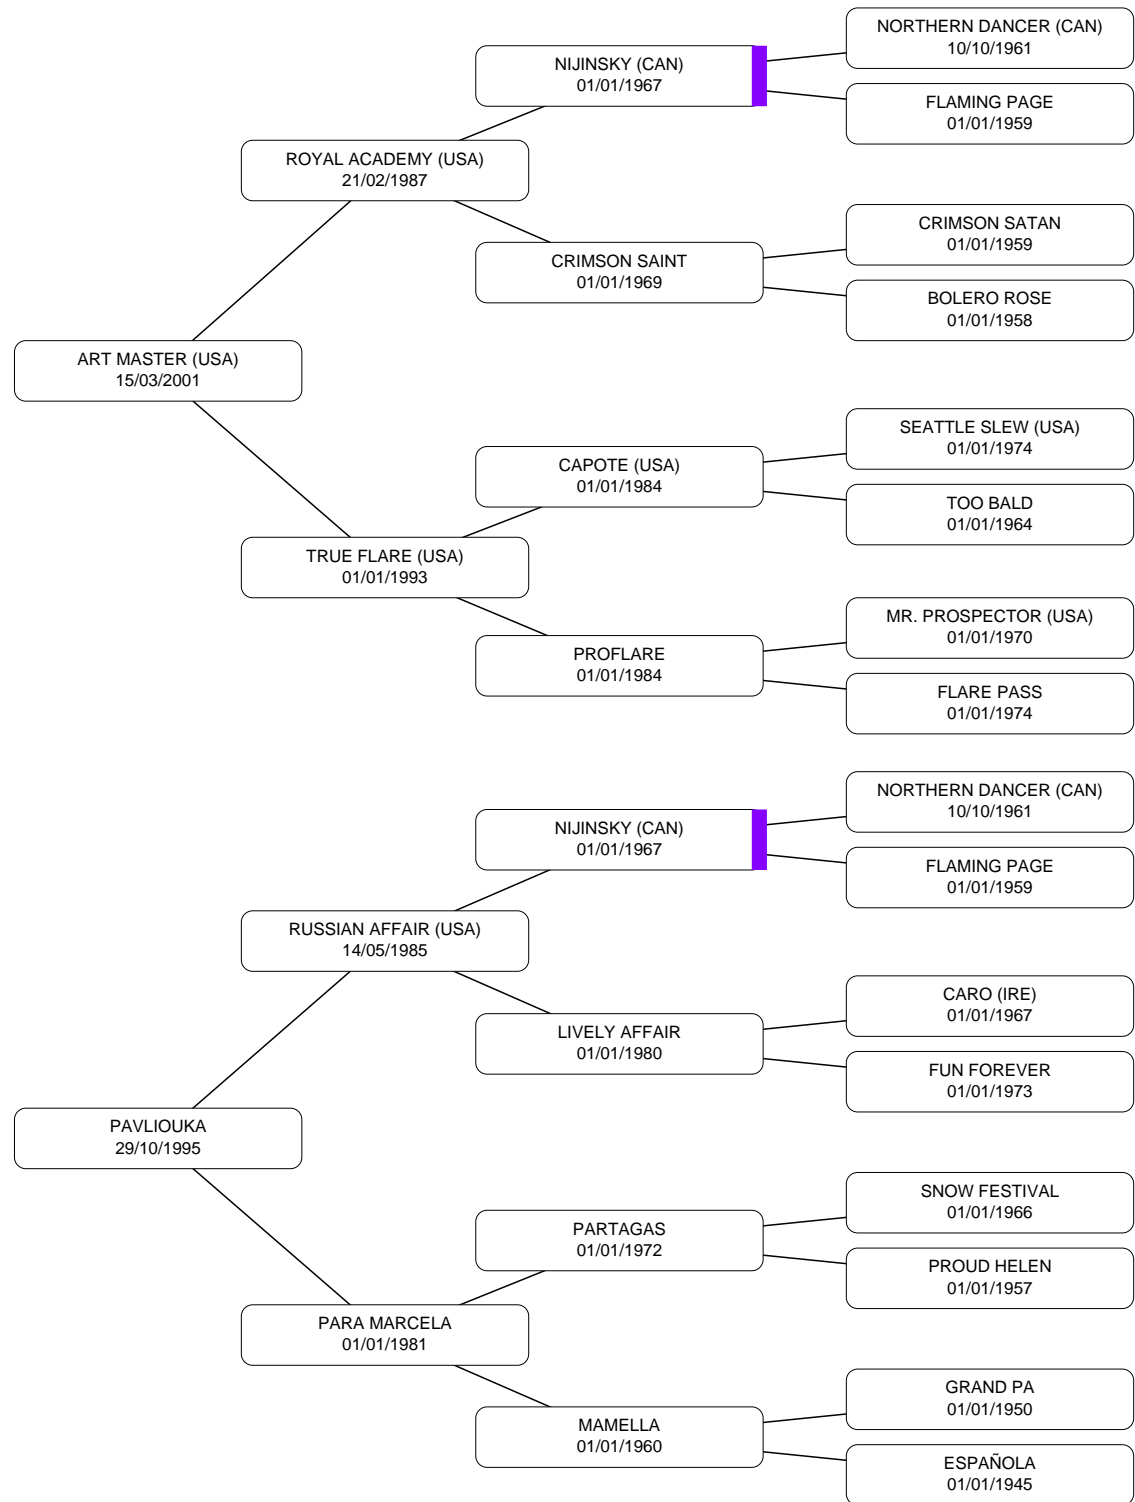 NORTHERN DANCER (CAN)
10/10/1961
NIJINSKY (CAN)
01/01/1967
FLAMING PAGE
01/01/1959
ROYAL ACADEMY (USA)
21/02/1987
CRIMSON SATAN
01/01/1959
CRIMSON SAINT
01/01/1969
BOLERO ROSE
01/01/1958
ART MASTER (USA)
15/03/2001
SEATTLE SLEW (USA)
01/01/1974
CAPOTE (USA)
01/01/1984
TOO BALD
01/01/1964
TRUE FLARE (USA)
01/01/1993
MR. PROSPECTOR (USA)
01/01/1970
PROFLARE
01/01/1984
FLARE PASS
01/01/1974
NORTHERN DANCER (CAN)
10/10/1961
NIJINSKY (CAN)
01/01/1967
FLAMING PAGE
01/01/1959
RUSSIAN AFFAIR (USA)
14/05/1985
CARO (IRE)
01/01/1967
LIVELY AFFAIR
01/01/1980
FUN FOREVER
01/01/1973
PAVLIOUKA
29/10/1995
SNOW FESTIVAL
01/01/1966
PARTAGAS
01/01/1972
PROUD HELEN
01/01/1957
PARA MARCELA
01/01/1981
GRAND PA
01/01/1950
MAMELLA
01/01/1960
ESPAÑOLA
01/01/1945